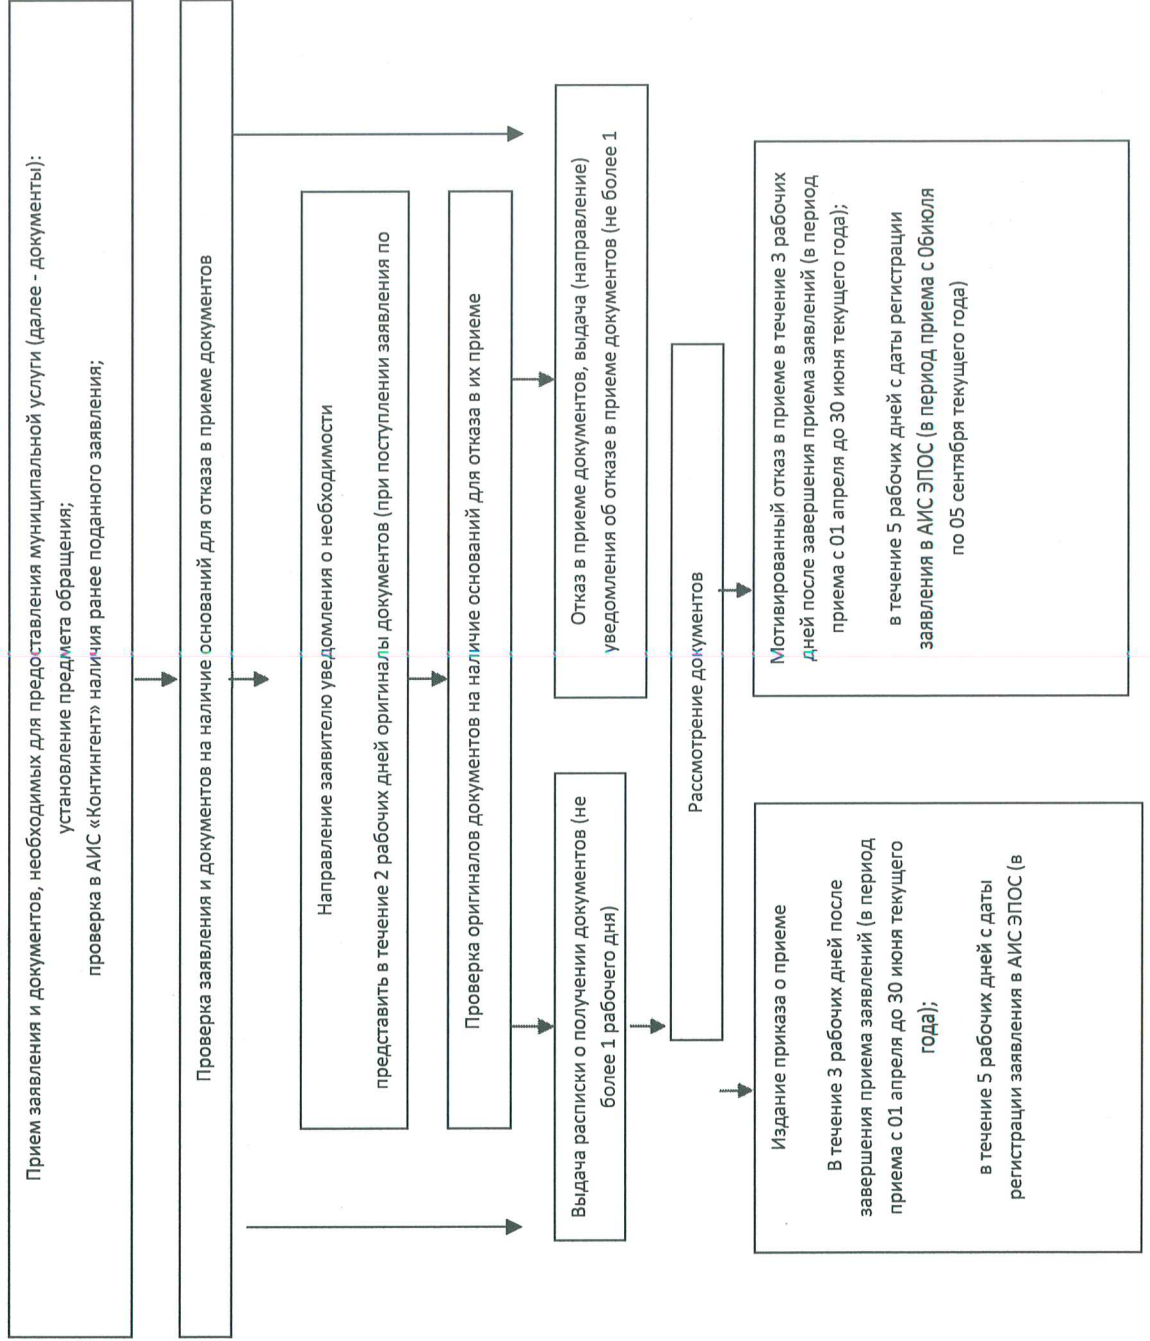 Прием заявления и документов, необходимых для предоставления муниципальной услуги (далее - документы):
установление предмета обращения;
проверка в АИС «Контингент» наличия ранее поданного заявления;
Проверка заявления и документов на наличие оснований для отказа в приеме документов
Направление заявителю уведомления о необходимости
представить в течение 2 рабочих дней оригиналы документов (при поступлении заявления по
Проверка оригиналов документов на наличие оснований для отказа в их приеме
Выдача расписки о получении документов (не
более 1 рабочего дня)
Отказ в приеме документов, выдача (направление)
уведомления об отказе в приеме документов (не более 1
Рассмотрение документов
Издание приказа о приеме
В течение 3 рабочих дней после
завершения приема заявлений (в период
приема с 01 апреля до 30 июня текущего
года);
в течение 5 рабочих дней с даты
регистрации заявления в АИС ЭПОС (в
Мотивированный отказ в приеме в течение 3 рабочих
дней после завершения приема заявлений (в период
приема с 01 апреля до 30 июня текущего года);
в течение 5 рабочих дней с даты регистрации
заявления в АИС ЭПОС (в период приема с 06июля
по 05 сентября текущего года)